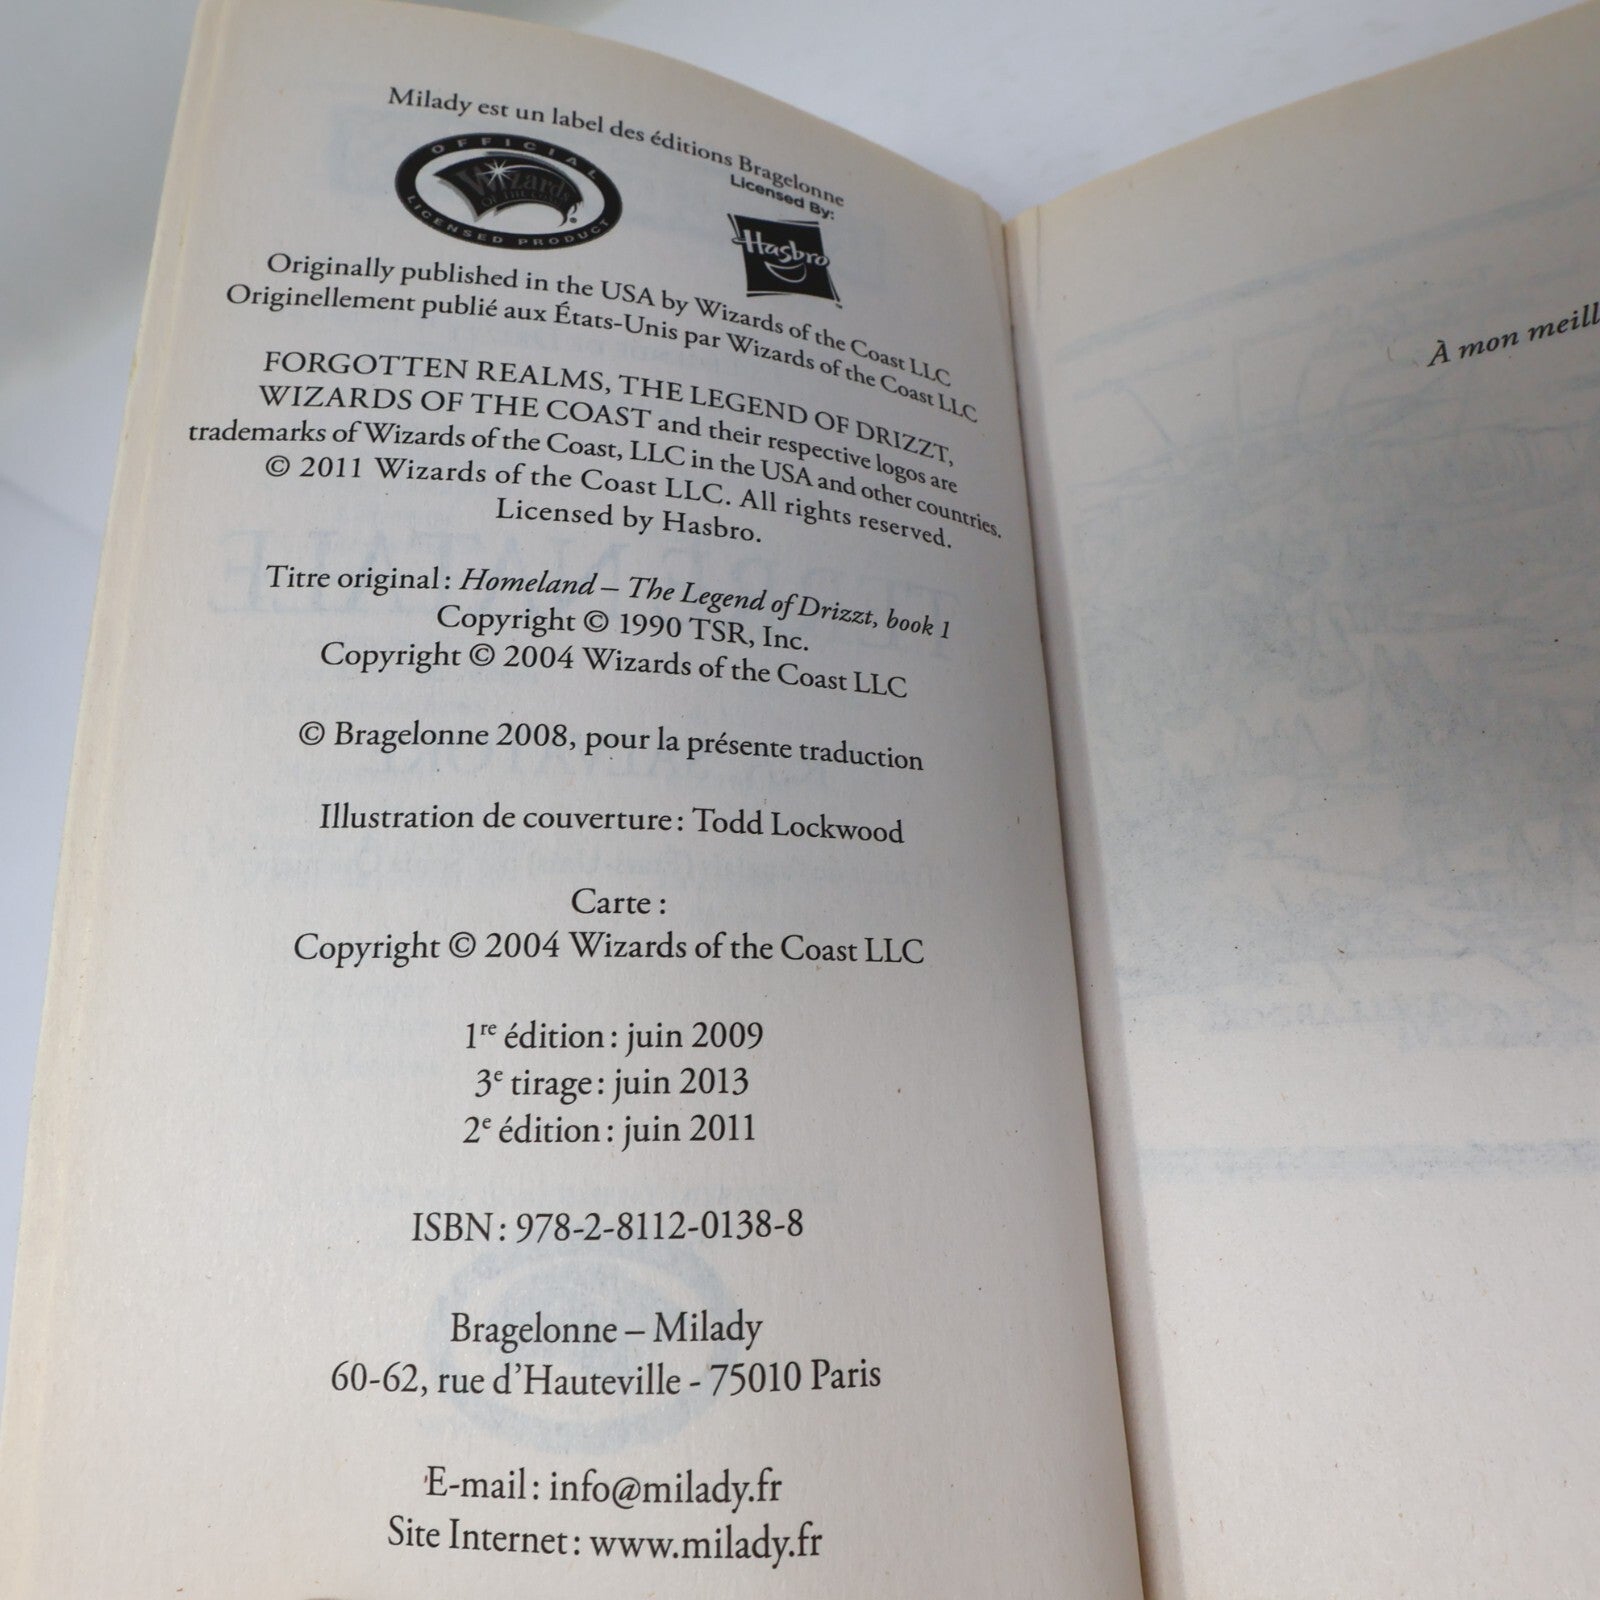 Milady est un label des éditions Bragelonne
OFFICIAL
Wizards
OF THE COAST
LICENSED PRODUCT
Licensed By:
Hasbro
Originally published in the USA by Wizards of the Coast LLC
Originellement publié aux États-Unis par Wizards of the Coast LLC
FORGOTTEN REALMS, THE LEGEND OF DRIZZT,
WIZARDS OF THE COAST and their respective logos are
trademarks of Wizards of the Coast, LLC in the USA and other countries.
© 2011 Wizards of the Coast LLC. All rights reserved.
Licensed by Hasbro.
Titre original : Homeland – The Legend of Drizzt, book 1
Copyright © 1990 TSR, Inc.
Copyright © 2004 Wizards of the Coast LLC
© Bragelonne 2008, pour la présente traduction
Illustration de couverture : Todd Lockwood
Carte :
Copyright © 2004 Wizards of the Coast LLC
1re édition : juin 2009
3e tirage : juin 2013
2e édition : juin 2011
ISBN : 978-2-8112-0138-8
Bragelonne – Milady
60-62, rue d'Hauteville - 75010 Paris
E-mail : info@milady.fr
Site Internet : www.milady.fr
À mon meill